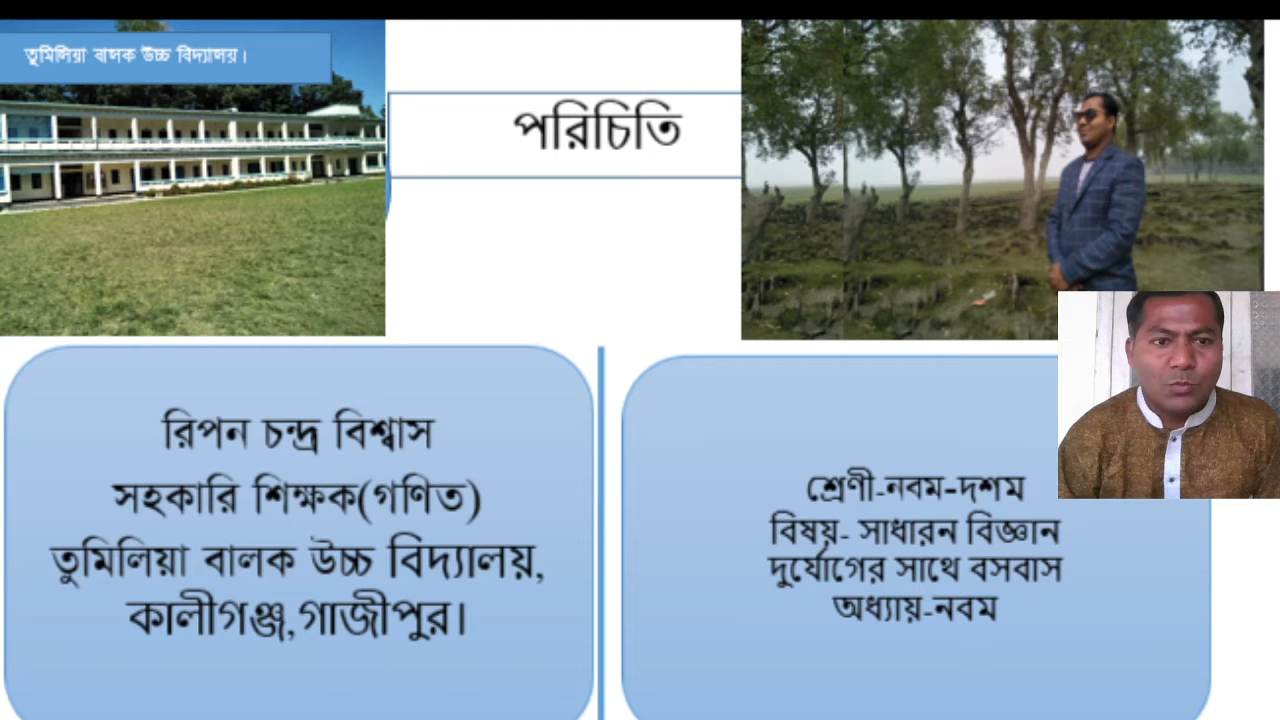 তুমিলিয়া বালক উচ্চ বিদ্যালয়।
পরিচিতি
রিপন চন্দ্র বিশ্বাস
সহকারি শিক্ষক(গণিত)
তুমিলিয়া বালক উচ্চ বিদ্যালয়,
কালীগঞ্জ,গাজীপুর।
শ্রেণী-নবম-দশম
বিষয়- সাধারন বিজ্ঞান
দুর্যোগের সাথে বসবাস
অধ্যায়-নবম